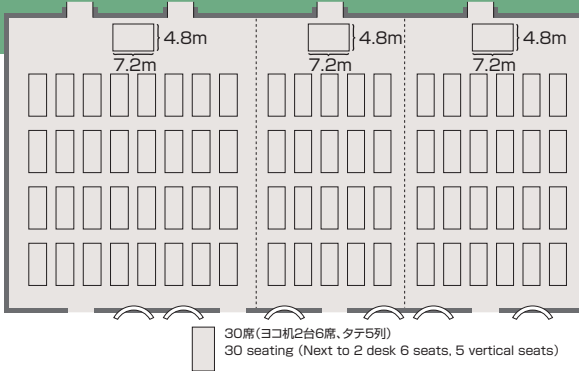 4.8m
7.2m
4.8m
7.2m
4.8m
7.2m
30席(ヨコ机2台6席、タテ5列)
30 seating (Next to 2 desk 6 seats, 5 vertical seats)